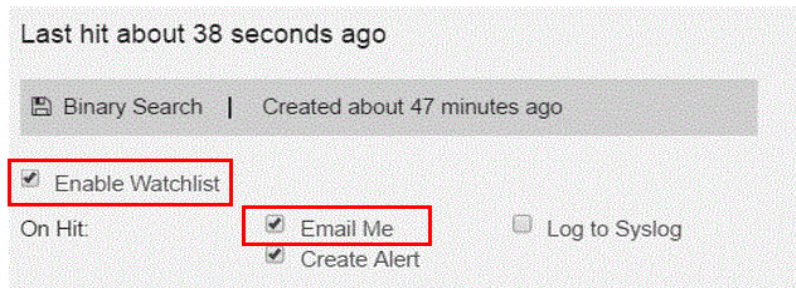 Last hit about 38 seconds ago
Binary Search | Created about 47 minutes ago
Enable Watchlist
On Hit: Email Me Log to Syslog
Create Alert